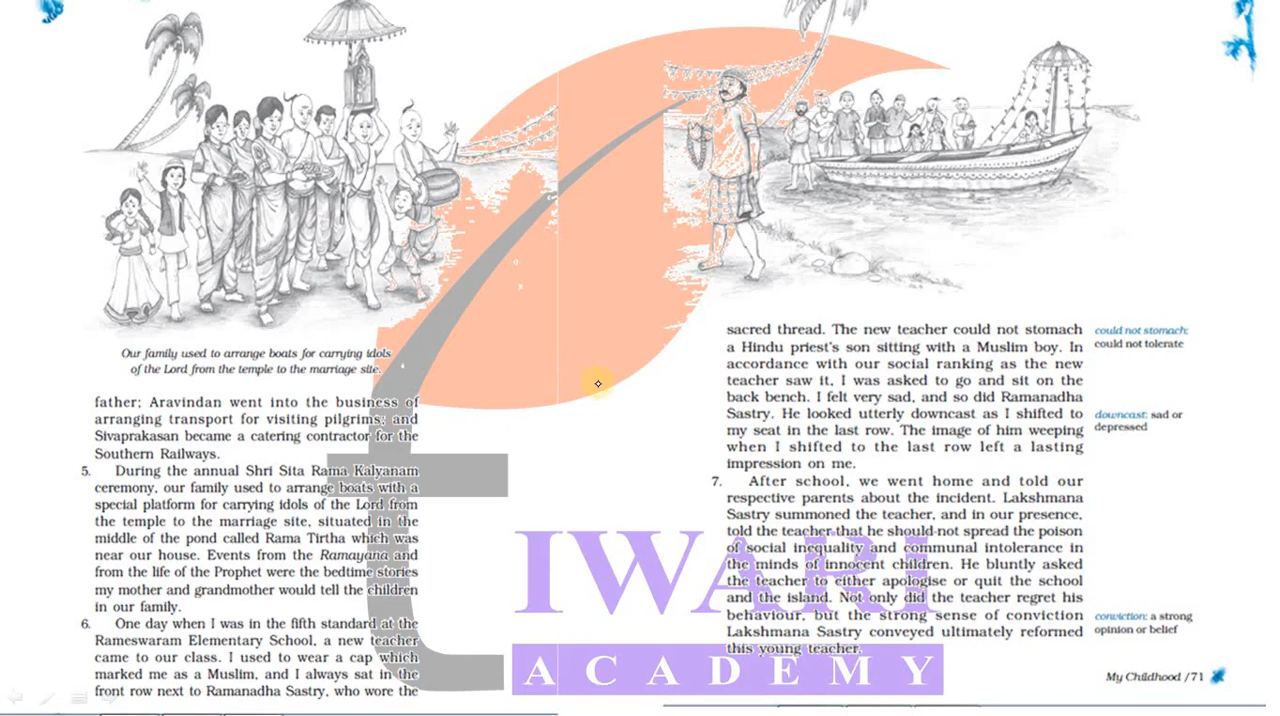 Our family used to arrange boats for carrying idols
of the Lord from the temple to the marriage site.
father; Aravindan went into the business of
arranging transport for visiting pilgrims; and
Sivaprakasan became a catering contractor for the
Southern Railways.
5. During the annual Shri Sita Rama Kalyanam
ceremony, our family used to arrange boats with a
special platform for carrying idols of the Lord from
the temple to the marriage site, situated in the
middle of the pond called Rama Tirtha which was
near our house. Events from the Ramayana and
from the life of the Prophet were the bedtime stories
my mother and grandmother would tell the children
in our family.
6. One day when I was in the fifth standard at the
Rameswaram Elementary School, a new teacher
came to our class. I used to wear a cap which
marked me as a Muslim, and I always sat in the
front row next to Ramanadha Sastry, who wore the
sacred thread. The new teacher could not stomach
a Hindu priest's son sitting with a Muslim boy. In
accordance with our social ranking as the new
teacher saw it, I was asked to go and sit on the
back bench. I felt very sad, and so did Ramanadha
Sastry. He looked utterly downcast as I shifted to
my seat in the last row. The image of him weeping
when I shifted to the last row left a lasting
impression on me.
7. After school, we went home and told our
respective parents about the incident. Lakshmana
Sastry summoned the teacher, and in our presence,
told the teacher that he should not spread the poison
of social inequality and communal intolerance in
the minds of innocent children. He bluntly asked
the teacher to either apologise or quit the school
and the island. Not only did the teacher regret his
behaviour, but the strong sense of conviction
Lakshmana Sastry conveyed ultimately reformed
this young teacher.
could not stomach:
could not tolerate
downcast: sad or
depressed
conviction: a strong
opinion or belief
My Childhood /71
tIWARI
ACADEMY